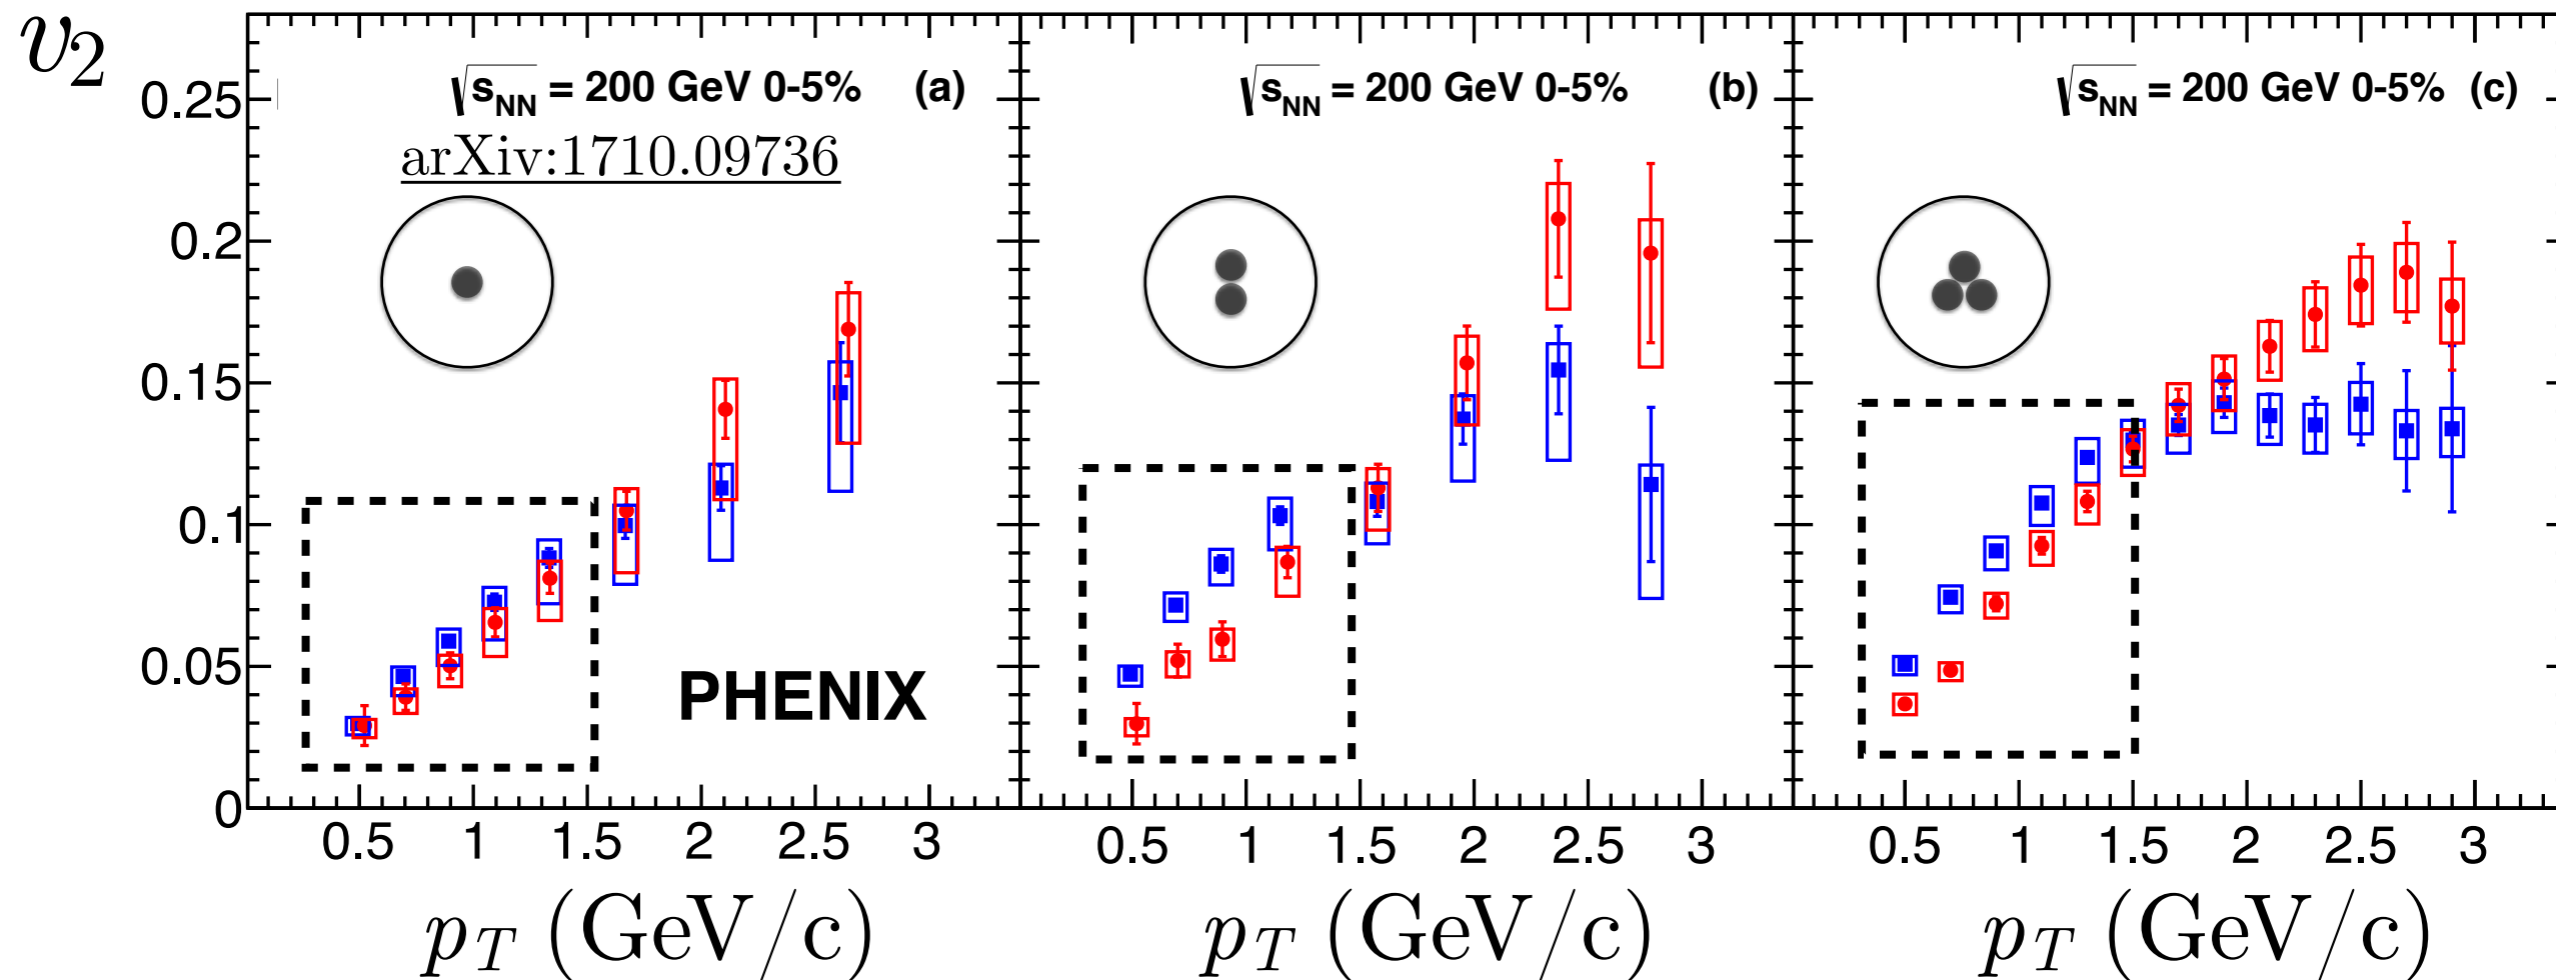 v2
√sNN = 200 GeV 0-5% (a)
√sNN = 200 GeV 0-5% (b)
√sNN = 200 GeV 0-5% (c)
arXiv:1710.09736
0.25
0.2
0.15
0.1
0.05
0
PHENIX
0.5 1 1.5 2 2.5 3
0.5 1 1.5 2 2.5 3
0.5 1 1.5 2 2.5 3
pT (GeV/c)
pT (GeV/c)
pT (GeV/c)